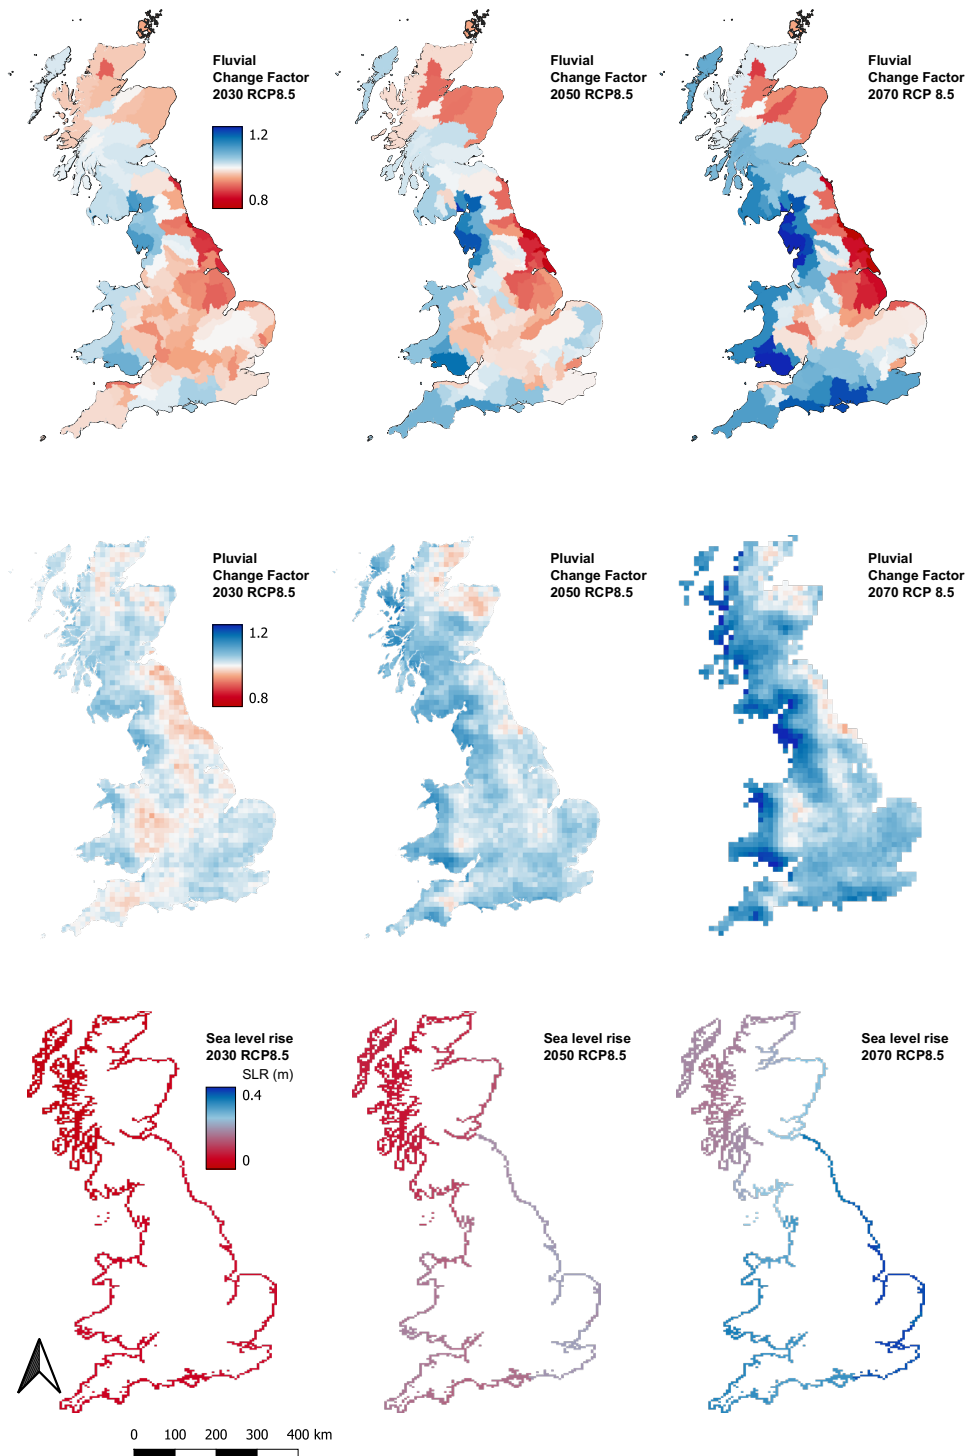 Fluvial
Change Factor
2030 RCP8.5
1.2
0.8
Fluvial
Change Factor
2050 RCP8.5
Fluvial
Change Factor
2070 RCP 8.5
Pluvial
Change Factor
2030 RCP8.5
1.2
0.8
Pluvial
Change Factor
2050 RCP8.5
Pluvial
Change Factor
2070 RCP 8.5
Sea level rise
2030 RCP8.5
SLR (m)
0.4
0
Sea level rise
2050 RCP8.5
Sea level rise
2070 RCP8.5
0 100 200 300 400 km